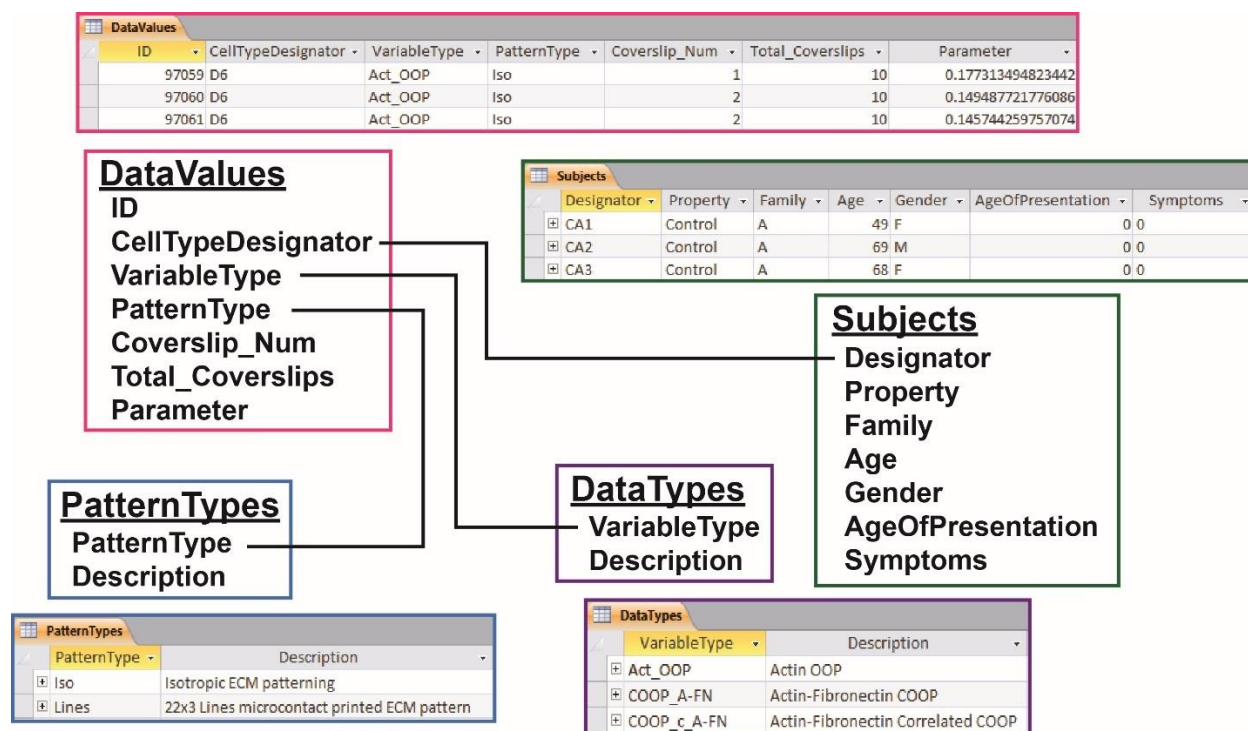 DataValues
ID CellTypeDesignator VariableType PatternType Coverslip_Num Total_Coverslips Parameter
97059 D6 Act_OOP Iso 1 10 0.177313494823442
97060 D6 Act_OOP Iso 2 10 0.149487721776086
97061 D6 Act_OOP Iso 2 10 0.145744259757074
DataValues
ID
CellTypeDesignator
VariableType
PatternType
Coverslip_Num
Total_Coverslips
Parameter
Subjects
Designator Property Family Age Gender AgeOfPresentation Symptoms
CA1 Control A 49 F 0 0
CA2 Control A 69 M 0 0
CA3 Control A 68 F 0 0
Subjects
Designator
Property
Family
Age
Gender
AgeOfPresentation
Symptoms
PatternTypes
PatternType
Description
DataTypes
VariableType
Description
PatternTypes
PatternType Description
Iso Isotropic ECM patterning
Lines 22x3 Lines microcontact printed ECM pattern
DataTypes
VariableType Description
Act_OOP Actin OOP
COOP_A-FN Actin-Fibronectin COOP
COOP_c_A-FN Actin-Fibronectin Correlated COOP